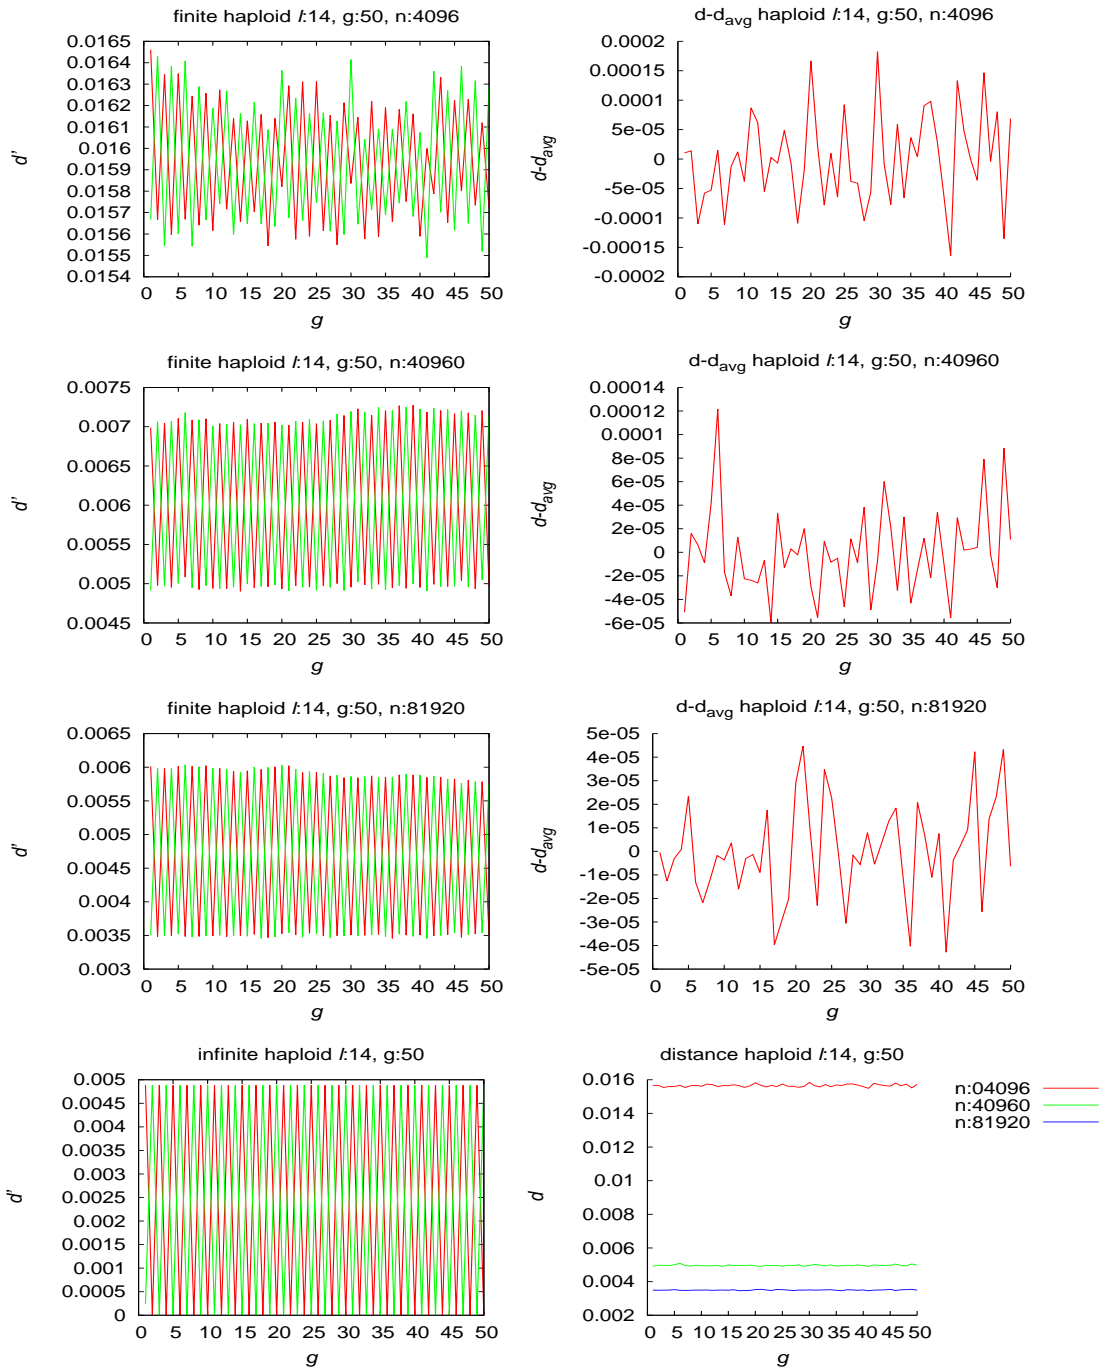 finite haploid l:14, g:50, n:4096
0.0165
0.0164
0.0163
0.0162
0.0161
0.016
0.0159
0.0158
0.0157
0.0156
0.0155
0.0154
d'
0 5 10 15 20 25 30 35 40 45 50
g
d-davg haploid l:14, g:50, n:4096
0.0002
0.00015
0.0001
5e-05
0
-5e-05
-0.0001
-0.00015
-0.0002
d-davg
0 5 10 15 20 25 30 35 40 45 50
g
finite haploid l:14, g:50, n:40960
0.0075
0.007
0.0065
0.006
0.0055
0.005
0.0045
d'
0 5 10 15 20 25 30 35 40 45 50
g
d-davg haploid l:14, g:50, n:40960
0.00014
0.00012
0.0001
8e-05
6e-05
4e-05
2e-05
0
-2e-05
-4e-05
-6e-05
d-davg
0 5 10 15 20 25 30 35 40 45 50
g
finite haploid l:14, g:50, n:81920
0.0065
0.006
0.0055
0.005
0.0045
0.004
0.0035
0.003
d'
0 5 10 15 20 25 30 35 40 45 50
g
d-davg haploid l:14, g:50, n:81920
5e-05
4e-05
3e-05
2e-05
1e-05
0
-1e-05
-2e-05
-3e-05
-4e-05
-5e-05
d-davg
0 5 10 15 20 25 30 35 40 45 50
g
infinite haploid l:14, g:50
0.005
0.0045
0.004
0.0035
0.003
0.0025
0.002
0.0015
0.001
0.0005
0
d'
0 5 10 15 20 25 30 35 40 45 50
g
distance haploid l:14, g:50
0.016
0.014
0.012
0.01
0.008
0.006
0.004
0.002
d
0 5 10 15 20 25 30 35 40 45 50
g
n:04096
n:40960
n:81920